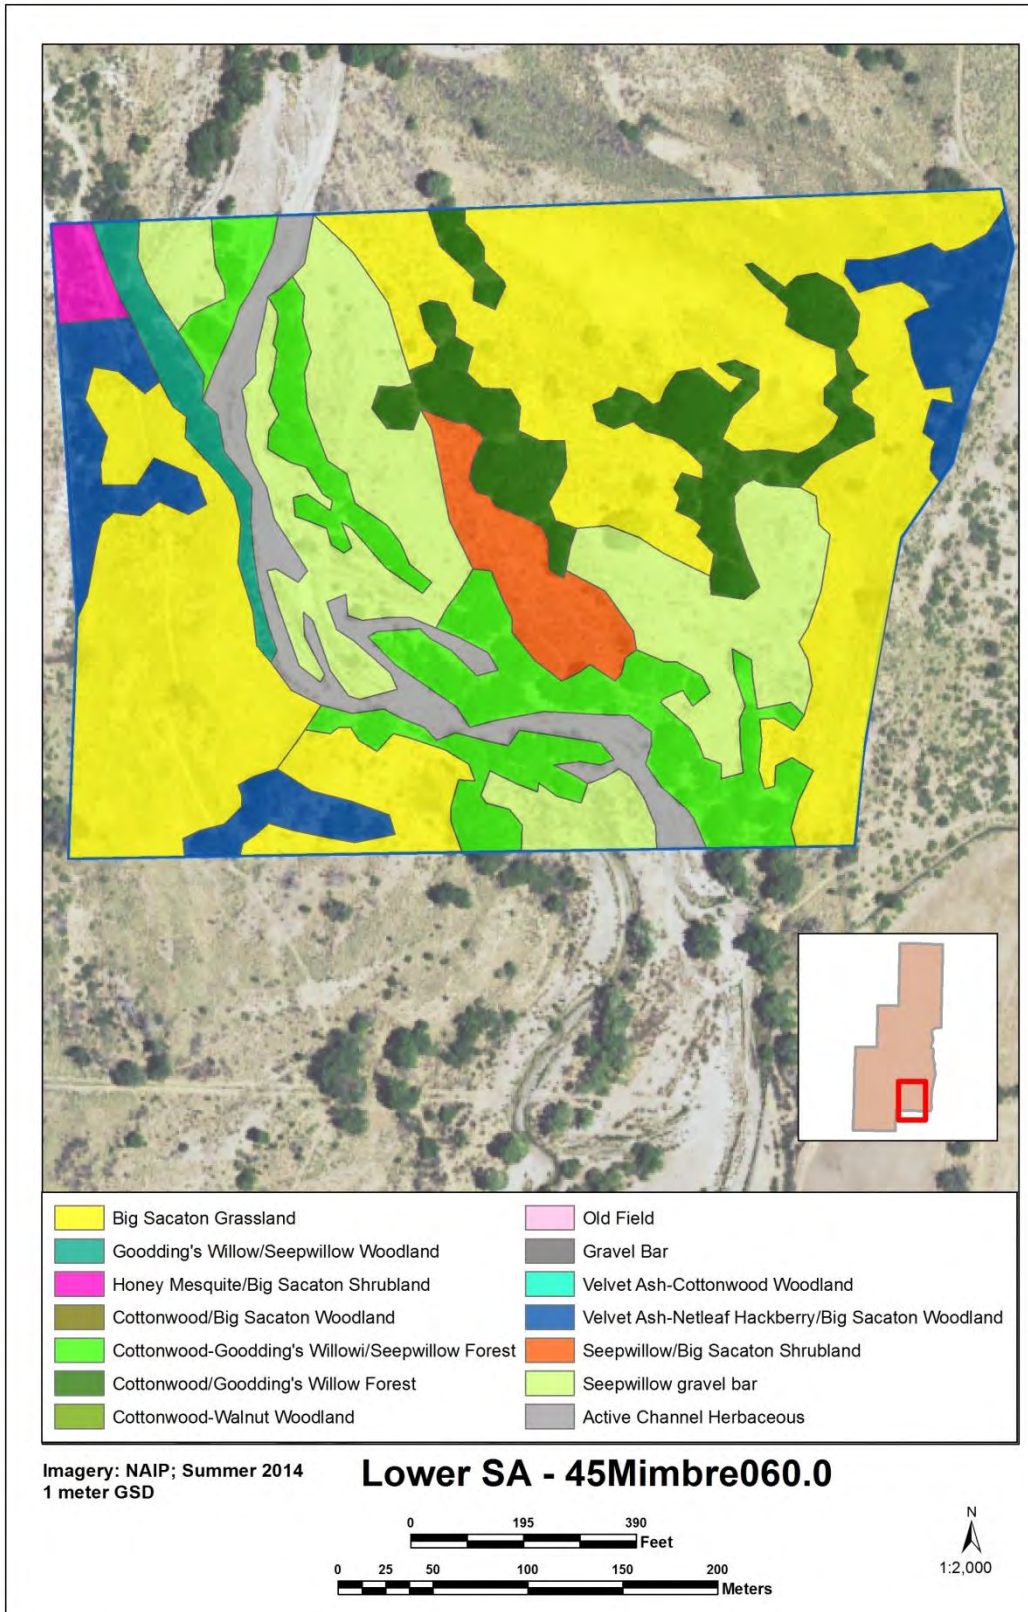 Big Sacaton Grassland
Goodding's Willow/Seepwillow Woodland
Honey Mesquite/Big Sacaton Shrubland
Cottonwood/Big Sacaton Woodland
Cottonwood-Goodding's Willowi/Seepwillow Forest
Cottonwood/Goodding's Willow Forest
Cottonwood-Walnut Woodland
Old Field
Gravel Bar
Velvet Ash-Cottonwood Woodland
Velvet Ash-Netleaf Hackberry/Big Sacaton Woodland
Seepwillow/Big Sacaton Shrubland
Seepwillow gravel bar
Active Channel Herbaceous
Imagery: NAIP; Summer 2014
1 meter GSD
Lower SA - 45Mimbre060.0
0 195 390
Feet
0 25 50 100 150 200
Meters
N
1:2,000